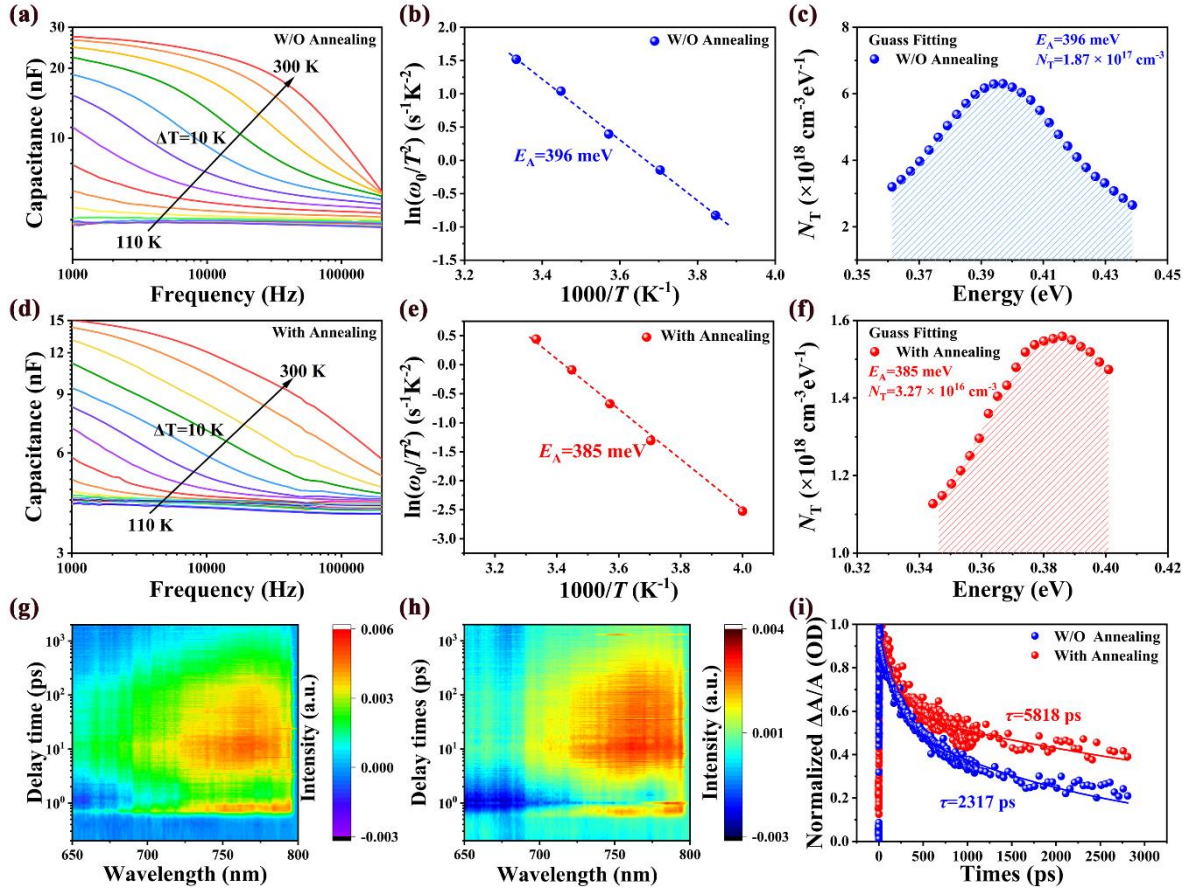 (a)
Capacitance (nF)
30
10
W/O Annealing
300 K
ΔT=10 K
110 K
1000 10000 100000
Frequency (Hz)
(b)
ln(ω0/T²) (s⁻¹K⁻²)
2.0
1.5
1.0
0.5
0.0
-0.5
-1.0
-1.5
W/O Annealing
EA=396 meV
3.2 3.4 3.6 3.8 4.0
1000/T (K⁻¹)
(c)
NT (×10¹⁸ cm⁻³eV⁻¹)
8
6
4
2
Guass Fitting
W/O Annealing
EA=396 meV
NT=1.87 × 10¹⁷ cm⁻³
0.35 0.37 0.39 0.41 0.43 0.45
Energy (eV)
(d)
Capacitance (nF)
15
12
9
6
3
With Annealing
300 K
ΔT=10 K
110 K
1000 10000 100000
Frequency (Hz)
(e)
ln(ω0/T²) (s⁻¹K⁻²)
1.0
0.5
0.0
-0.5
-1.0
-1.5
-2.0
-2.5
-3.0
With Annealing
EA=385 meV
3.2 3.4 3.6 3.8 4.0
1000/T (K⁻¹)
(f)
NT (×10¹⁸ cm⁻³eV⁻¹)
1.6
1.4
1.2
1.0
Guass Fitting
With Annealing
EA=385 meV
NT=3.27 × 10¹⁶ cm⁻³
0.32 0.34 0.36 0.38 0.40 0.42
Energy (eV)
(g)
Delay time (ps)
10³
10²
10¹
10⁰
650 700 750 800
Wavelength (nm)
0.006
0.003
0.000
-0.003
Intensity (a.u.)
(h)
Delay times (ps)
10³
10²
10¹
10⁰
650 700 750 800
Wavelength (nm)
0.004
0.001
-0.003
Intensity (a.u.)
(i)
Normalized ΔA/A (OD)
1.0
0.8
0.6
0.4
0.2
0.0
W/O Annealing
With Annealing
τ=5818 ps
τ=2317 ps
0 500 1000 1500 2000 2500 3000
Times (ps)